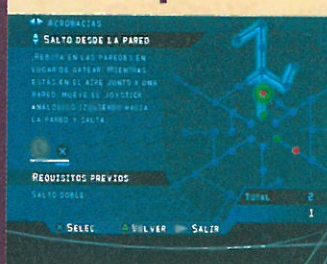 ACROBACIAS
SALTO DESDE LA PARED
¡REBOTA EN LAS PAREDES EN
LUGAR DE GATEAR! MIENTRAS
ESTÁS EN EL AIRE JUNTO A UNA
PARED, MUEVE EL JOYSTICK
ANALÓGICO IZQUIERDO HACIA
LA PARED Y SALTA.
REQUISITOS PREVIOS
SALTO DOBLE
TOTAL 2
1
SELEC VOLVER SALIR